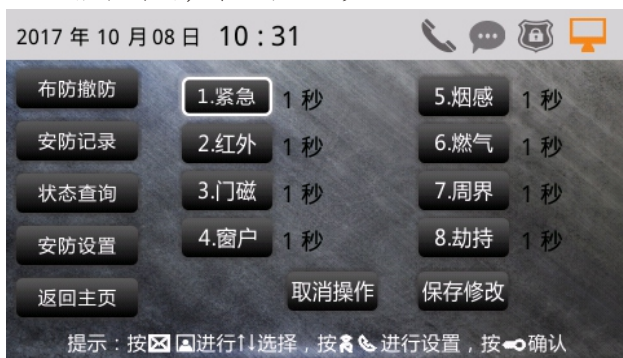 2017 年 10 月 08 日 10 : 31
布防撤防
安防记录
状态查询
安防设置
返回主页
1.紧急 1 秒
2.红外 1 秒
3.门磁 1 秒
4.窗户 1 秒
5.烟感 1 秒
6.燃气 1 秒
7.周界 1 秒
8.劫持 1 秒
取消操作 保存修改
提示：按进行↑↓选择，按进行设置，按确认